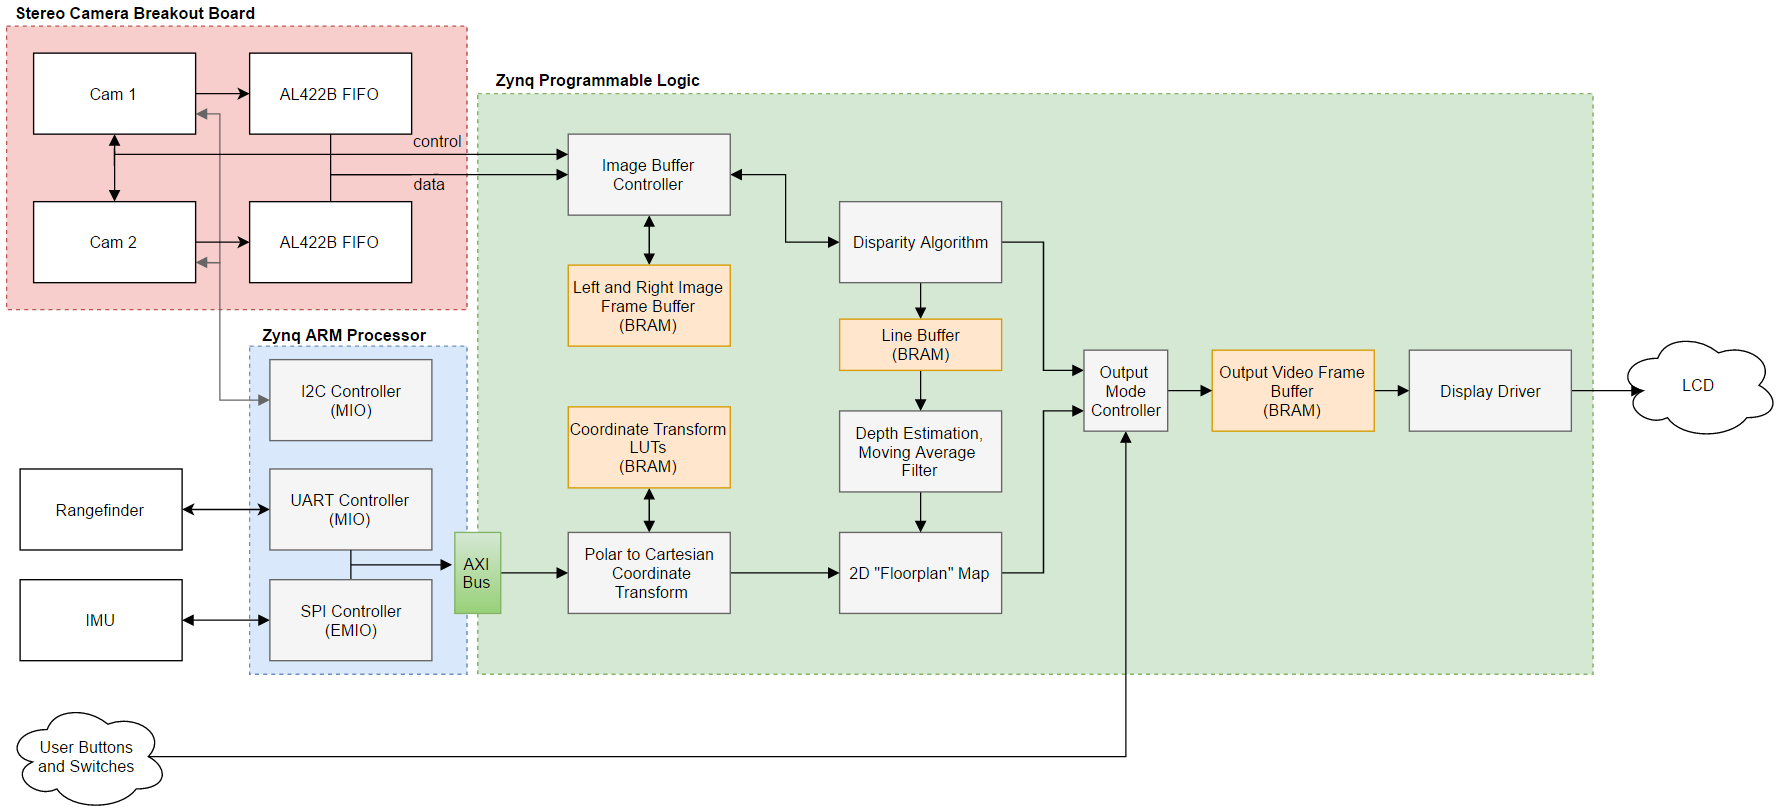 Stereo Camera Breakout Board
Cam 1
AL422B FIFO
control
data
Cam 2
AL422B FIFO
Zynq Programmable Logic
Image Buffer
Controller
Disparity Algorithm
Left and Right Image
Frame Buffer
(BRAM)
Line Buffer
(BRAM)
Zynq ARM Processor
I2C Controller
(MIO)
Coordinate Transform
LUTs
(BRAM)
Depth Estimation,
Moving Average
Filter
Output
Mode
Controller
Output Video Frame
Buffer
(BRAM)
Display Driver
LCD
Rangefinder
UART Controller
(MIO)
AXI
Bus
Polar to Cartesian
Coordinate
Transform
2D "Floorplan" Map
IMU
SPI Controller
(EMIO)
User Buttons
and Switches